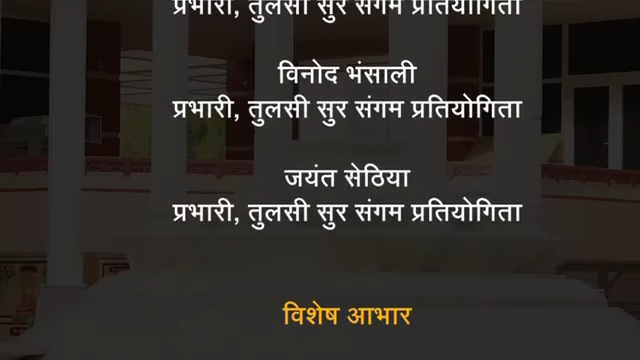 प्रभारी, तुलसी सुर संगम प्रतियोगिता
विनोद भंसाली
प्रभारी, तुलसी सुर संगम प्रतियोगिता
जयंत सेठिया
प्रभारी, तुलसी सुर संगम प्रतियोगिता
विशेष आभार